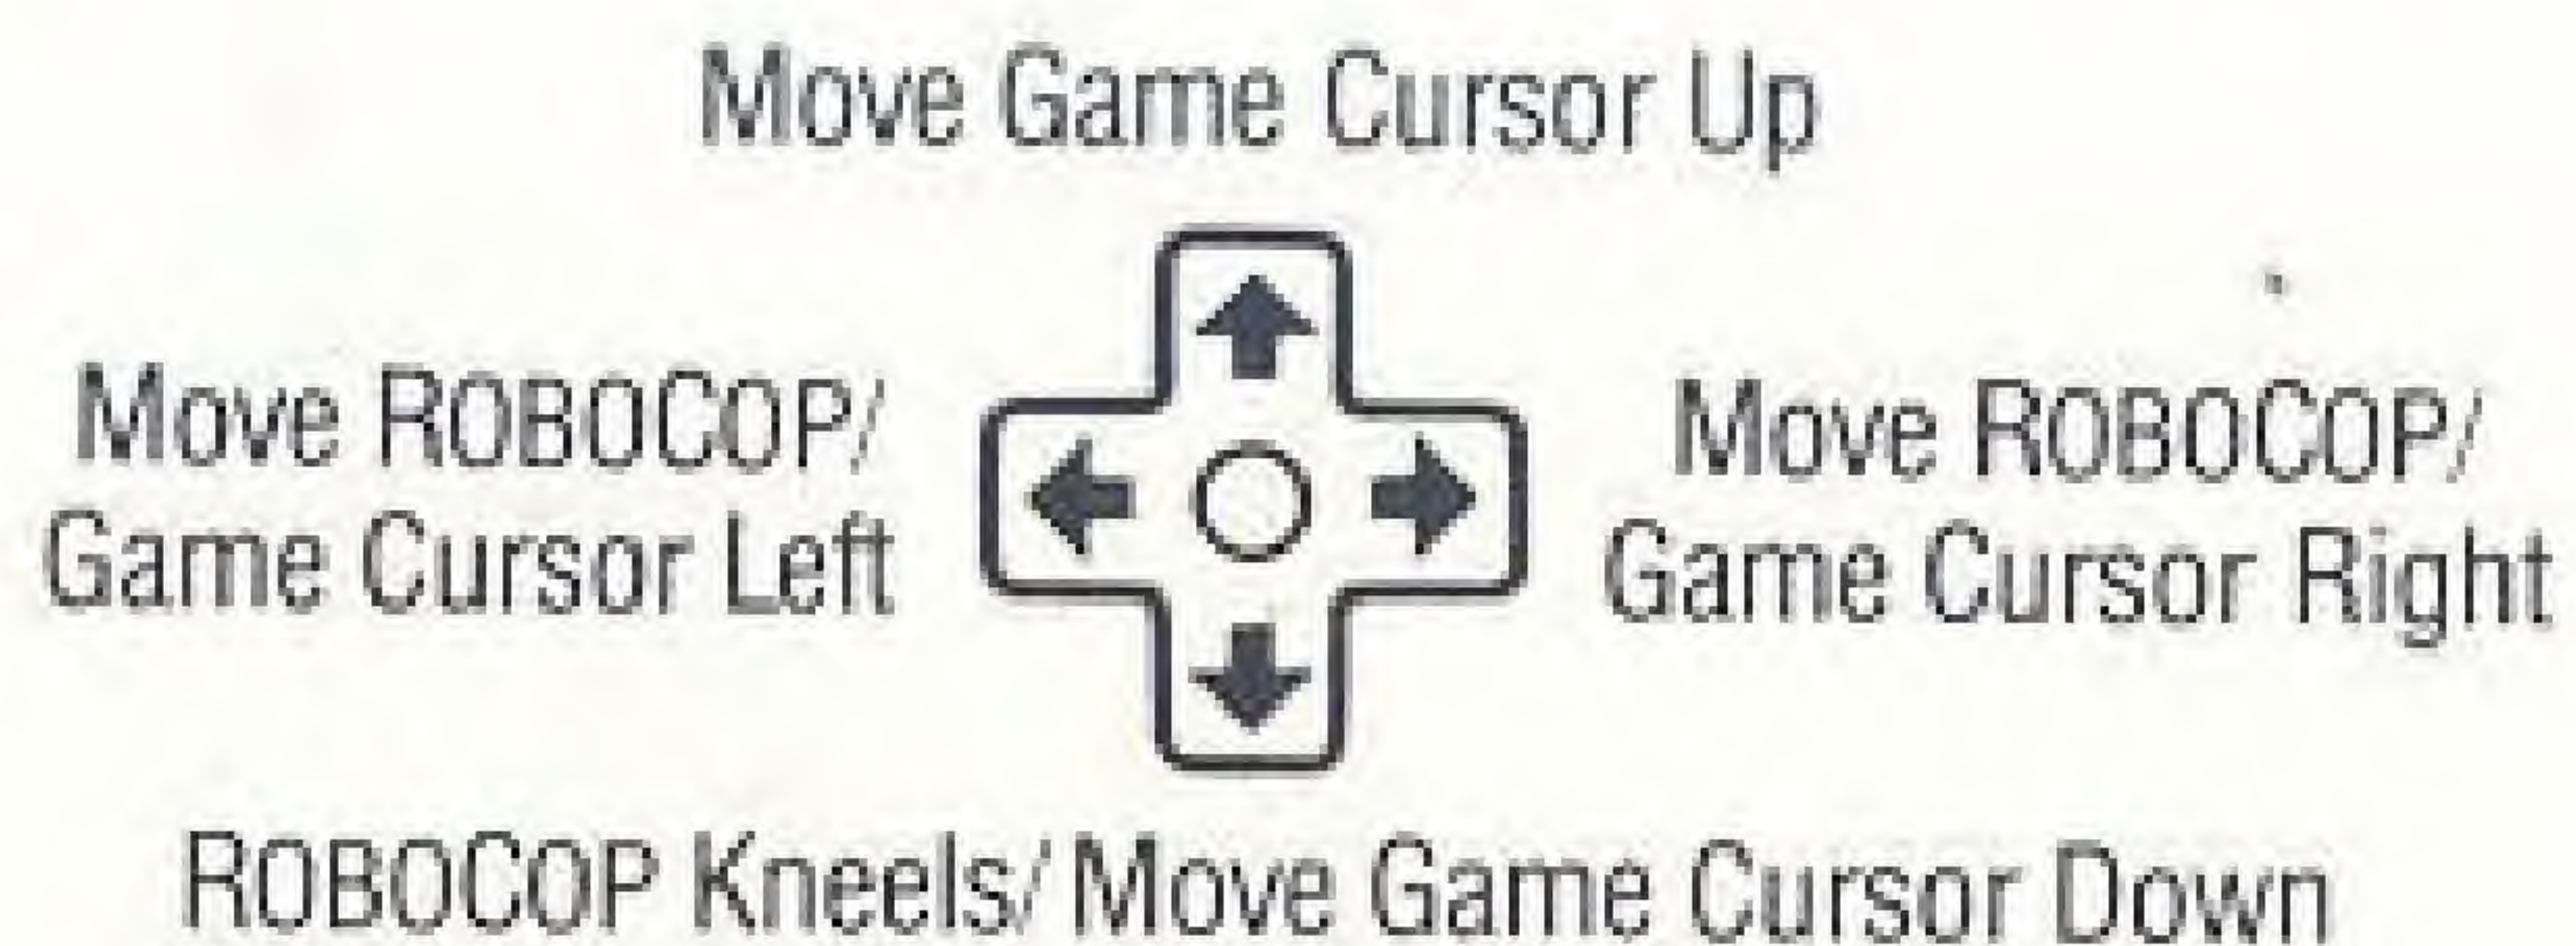 Move Game Cursor Up
Move ROBOCOP/
Game Cursor Left
Move ROBOCOP/
Game Cursor Right
ROBOCOP Kneels/ Move Game Cursor Down